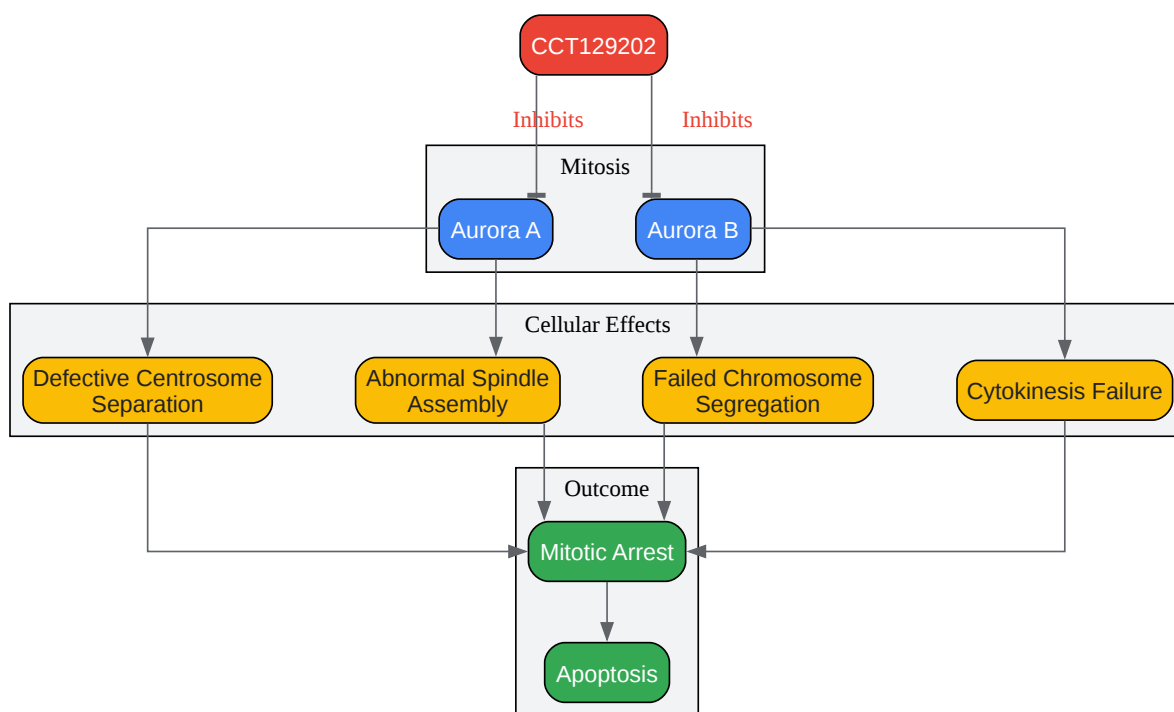 CCT129202
Inhibits
Inhibits
Mitosis
Aurora A
Aurora B
Cellular Effects
Defective Centrosome
Separation
Abnormal Spindle
Assembly
Failed Chromosome
Segregation
Cytokinesis Failure
Outcome
Mitotic Arrest
Apoptosis